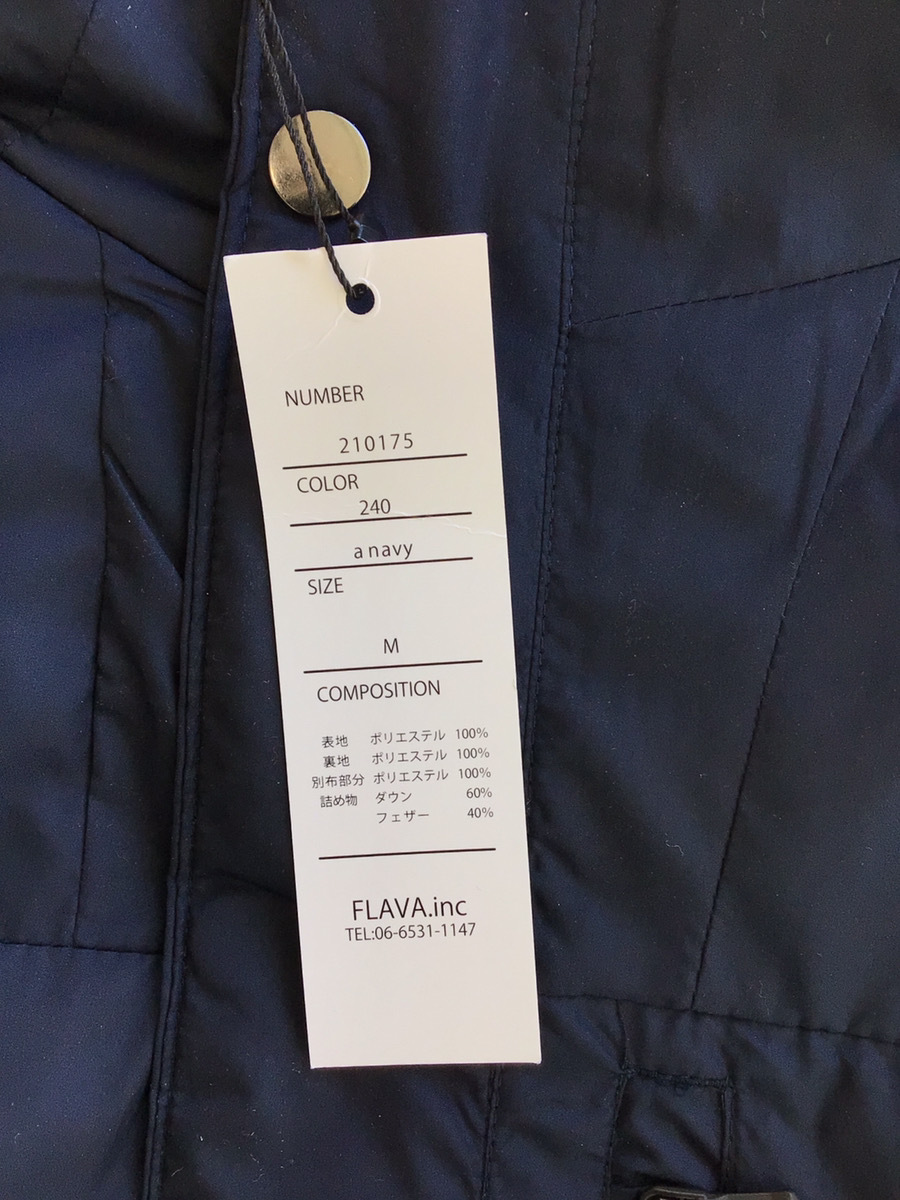 NUMBER
210175
COLOR
240
a navy
SIZE
M
COMPOSITION
表地 ポリエステル 100%
裏地 ポリエステル 100%
別布部分 ポリエステル 100%
詰め物 ダウン 60%
フェザー 40%
FLAVA.inc
TEL:06-6531-1147